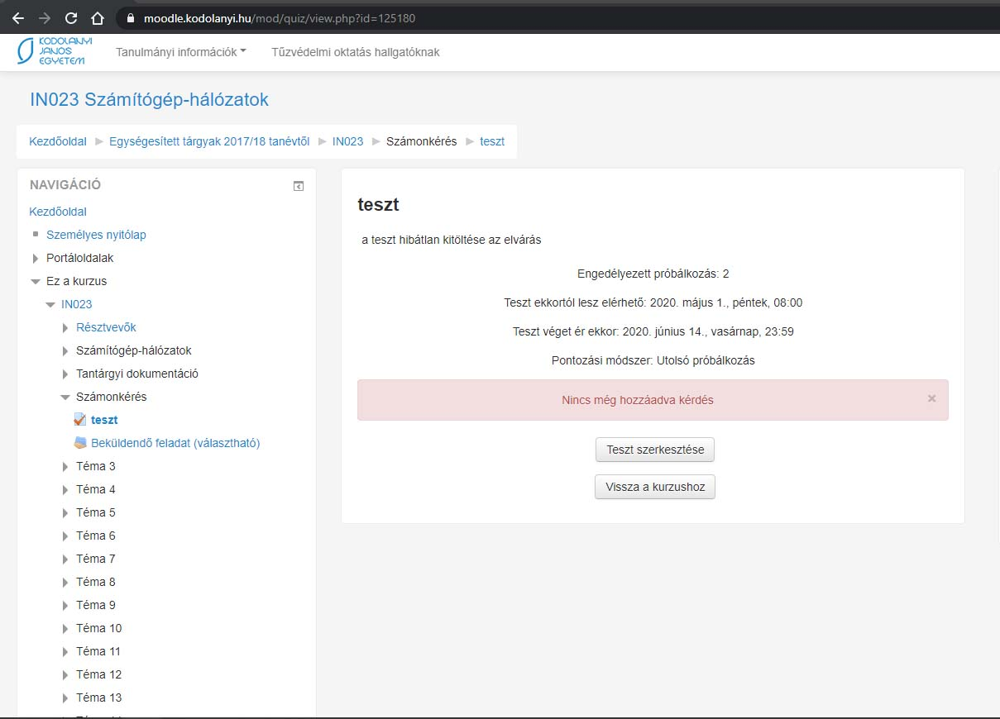 moodle.kodolanyi.hu/mod/quiz/view.php?id=125180
KODOLÁNYI
JÁNOS
EGYETEM
Tanulmányi információk
Tűzvédelmi oktatás hallgatóknak
IN023 Számítógép-hálózatok
Kezdőoldal ► Egységesített tárgyak 2017/18 tanévtől ► IN023 ► Számonkérés ► teszt
NAVIGÁCIÓ
Kezdőoldal
Személyes nyitólap
Portáloldalak
Ez a kurzus
IN023
Résztvevők
Számítógép-hálózatok
Tantárgyi dokumentáció
Számonkérés
teszt
Beküldendő feladat (választható)
Téma 3
Téma 4
Téma 5
Téma 6
Téma 7
Téma 8
Téma 9
Téma 10
Téma 11
Téma 12
Téma 13
teszt
a teszt hibátlan kitöltése az elvárás
Engedélyezett próbálkozás: 2
Teszt ekkortól lesz elérhető: 2020. május 1., péntek, 08:00
Teszt véget ér ekkor: 2020. június 14., vasárnap, 23:59
Pontozási módszer: Utolsó próbálkozás
Nincs még hozzáadva kérdés
×
Teszt szerkesztése
Vissza a kurzushoz